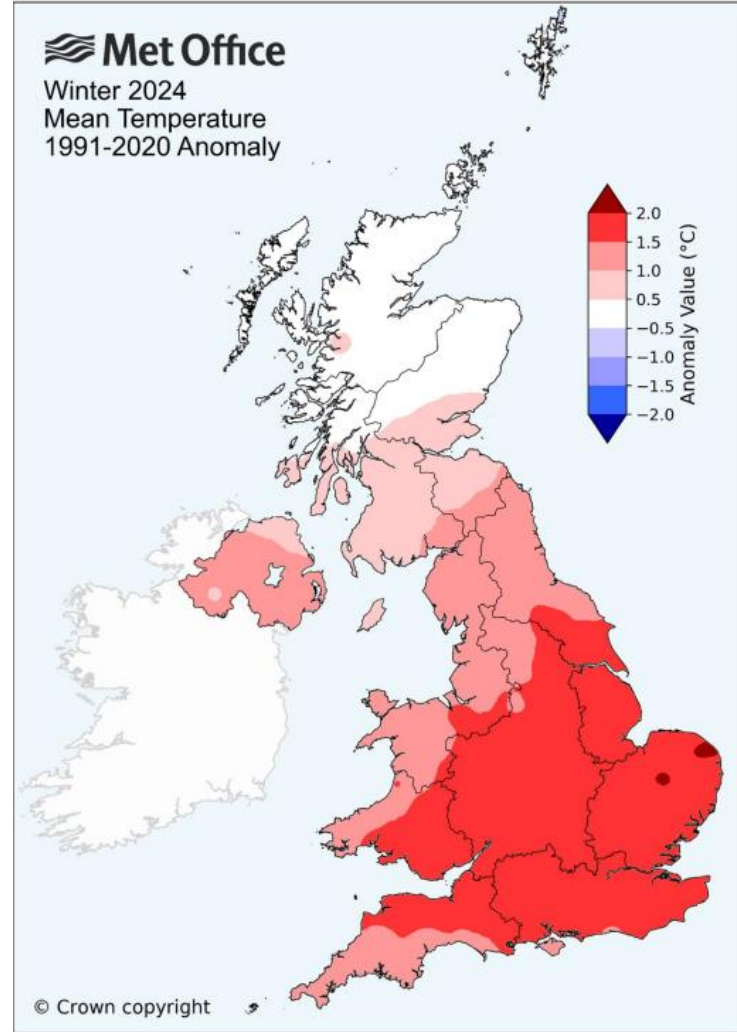 Met Office
Winter 2024
Mean Temperature
1991-2020 Anomaly
2.0
1.5
1.0
0.5
−0.5
−1.0
−1.5
−2.0
Anomaly Value (°C)
© Crown copyright